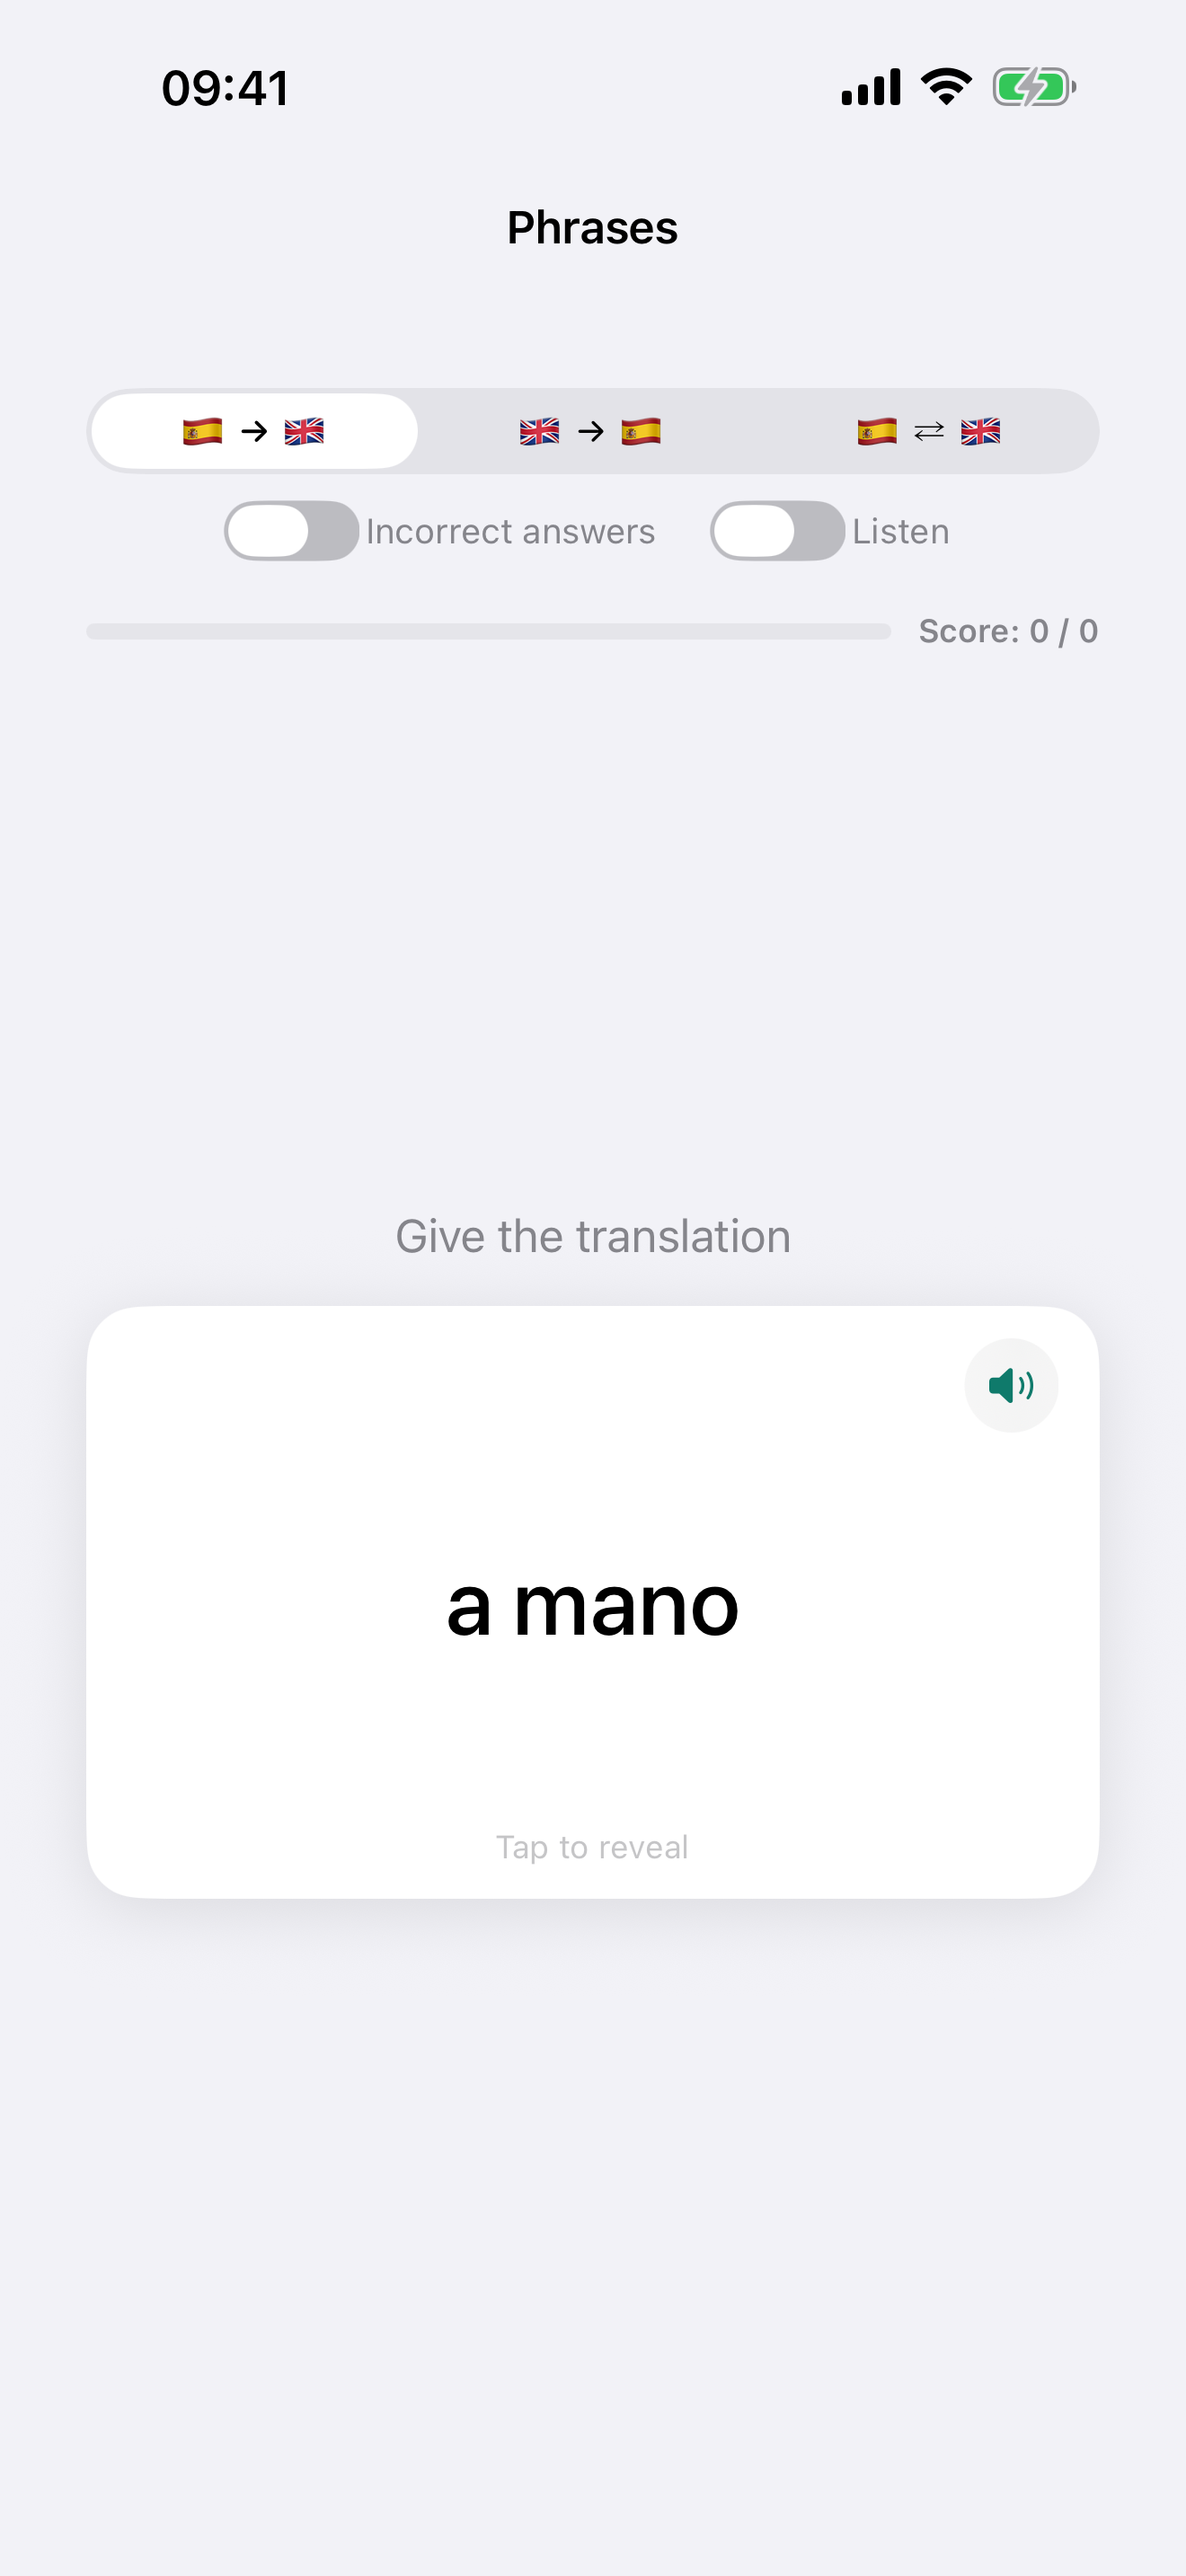 09:41
Phrases
🇪🇸 → 🇬🇧
🇬🇧 → 🇪🇸
🇪🇸 ⇄ 🇬🇧
Incorrect answers
Listen
Score: 0 / 0
Give the translation
a mano
Tap to reveal